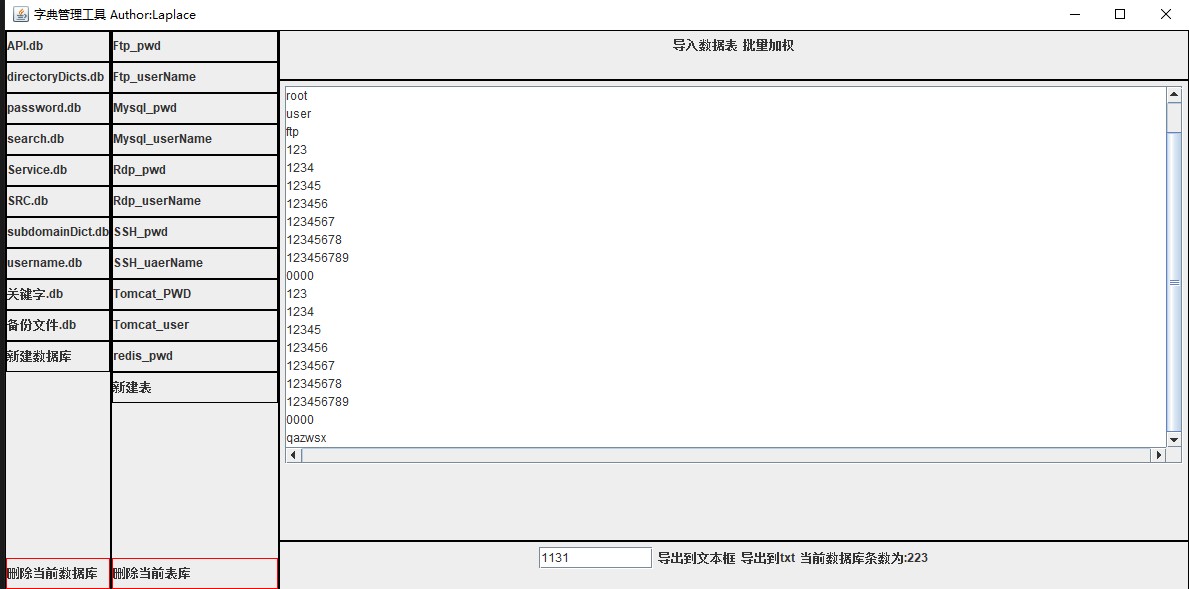 字典管理工具 Author:Laplace
API.db
directoryDicts.db
password.db
search.db
Service.db
SRC.db
subdomainDict.db
username.db
关键字.db
备份文件.db
新建数据库
删除当前数据库
Ftp_pwd
Ftp_userName
Mysql_pwd
Mysql_userName
Rdp_pwd
Rdp_userName
SSH_pwd
SSH_uaerName
Tomcat_PWD
Tomcat_user
redis_pwd
新建表
删除当前表库
导入数据表 批量加权
root
user
ftp
123
1234
12345
123456
1234567
12345678
123456789
0000
123
1234
12345
123456
1234567
12345678
123456789
0000
qazwsx
1131 导出到文本框 导出到txt 当前数据库条数为:223